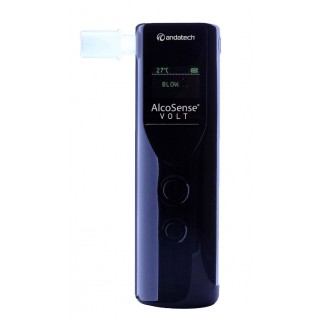 andatech
27℃
BLOW
AlcoSense®
VOLT